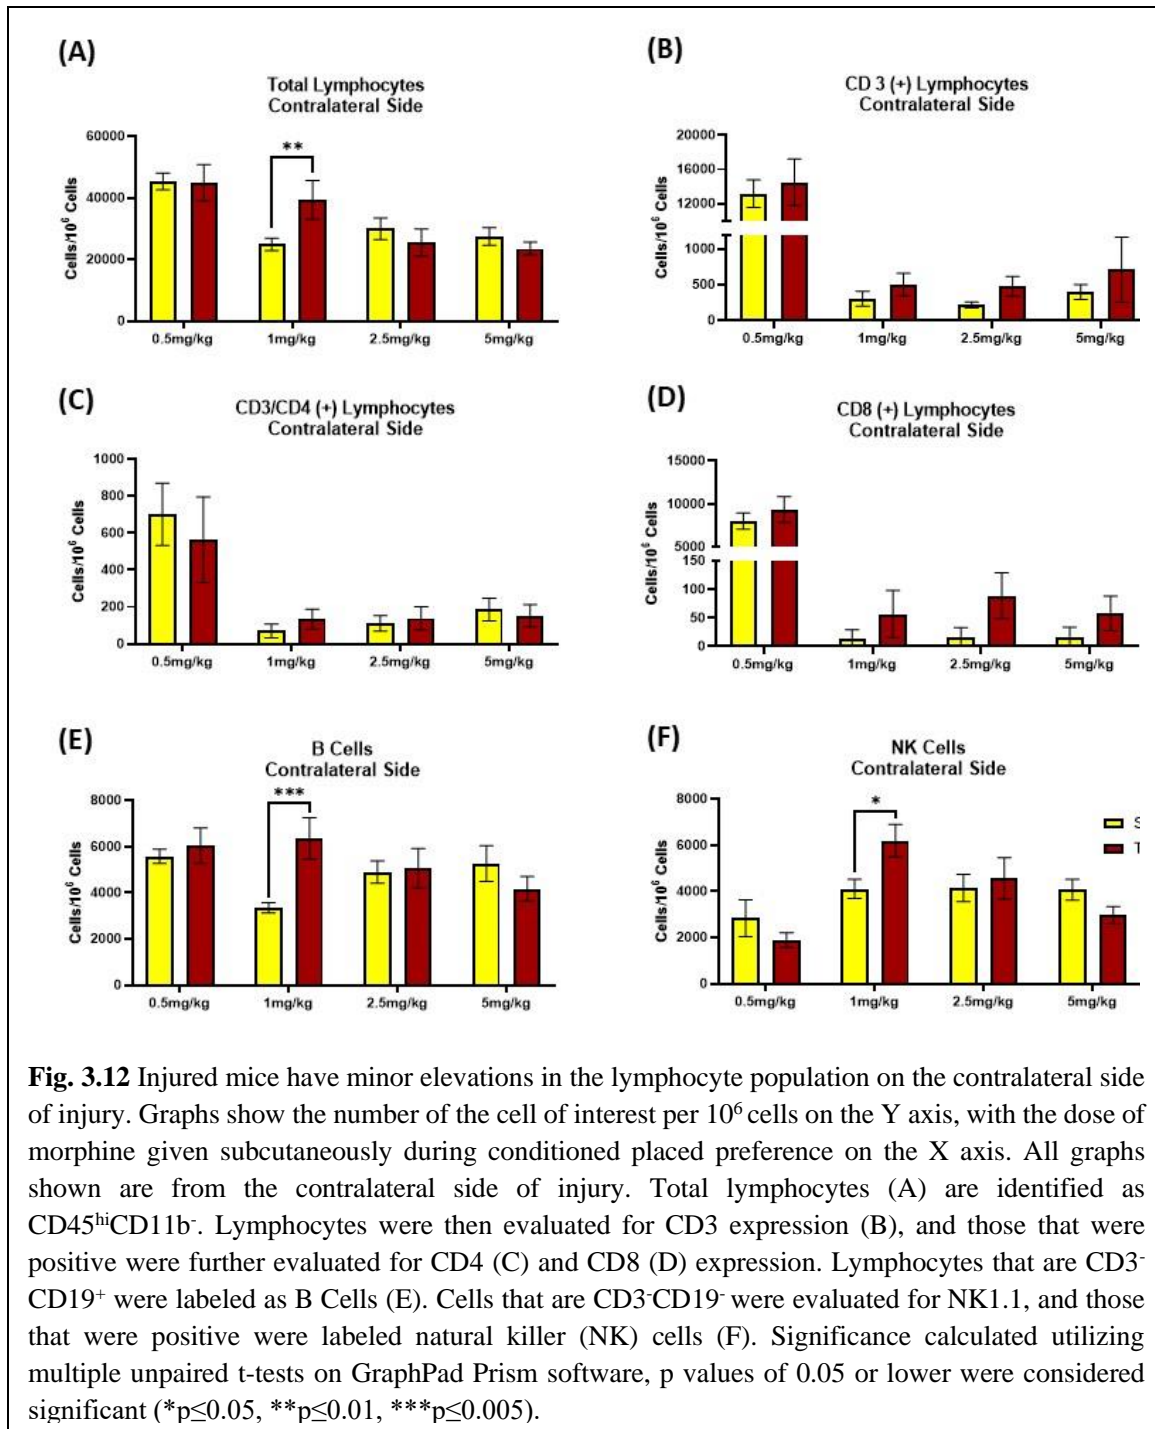 (A)
Total Lymphocytes
Contralateral Side
60000
40000
20000
0
Cells/10⁶ Cells
**
0.5mg/kg 1mg/kg 2.5mg/kg 5mg/kg
(B)
CD 3 (+) Lymphocytes
Contralateral Side
20000
16000
12000
1000
500
0
Cells/10⁶ Cells
0.5mg/kg 1mg/kg 2.5mg/kg 5mg/kg
(C)
CD3/CD4 (+) Lymphocytes
Contralateral Side
1000
800
600
400
200
0
Cells/10⁶ Cells
0.5mg/kg 1mg/kg 2.5mg/kg 5mg/kg
(D)
CD8 (+) Lymphocytes
Contralateral Side
15000
10000
5000
150
100
50
0
Cells/10⁶ Cells
0.5mg/kg 1mg/kg 2.5mg/kg 5mg/kg
(E)
B Cells
Contralateral Side
8000
6000
4000
2000
0
Cells/10⁶ Cells
***
0.5mg/kg 1mg/kg 2.5mg/kg 5mg/kg
(F)
NK Cells
Contralateral Side
8000
6000
4000
2000
0
Cells/10⁶ Cells
*
0.5mg/kg 1mg/kg 2.5mg/kg 5mg/kg
Fig. 3.12 Injured mice have minor elevations in the lymphocyte population on the contralateral side
of injury. Graphs show the number of the cell of interest per 10⁶ cells on the Y axis, with the dose of
morphine given subcutaneously during conditioned placed preference on the X axis. All graphs
shown are from the contralateral side of injury. Total lymphocytes (A) are identified as
CD45ʰⁱCD11b⁻. Lymphocytes were then evaluated for CD3 expression (B), and those that were
positive were further evaluated for CD4 (C) and CD8 (D) expression. Lymphocytes that are CD3⁻
CD19⁺ were labeled as B Cells (E). Cells that are CD3⁻CD19⁻ were evaluated for NK1.1, and those
that were positive were labeled natural killer (NK) cells (F). Significance calculated utilizing
multiple unpaired t-tests on GraphPad Prism software, p values of 0.05 or lower were considered
significant (*p≤0.05, **p≤0.01, ***p≤0.005).